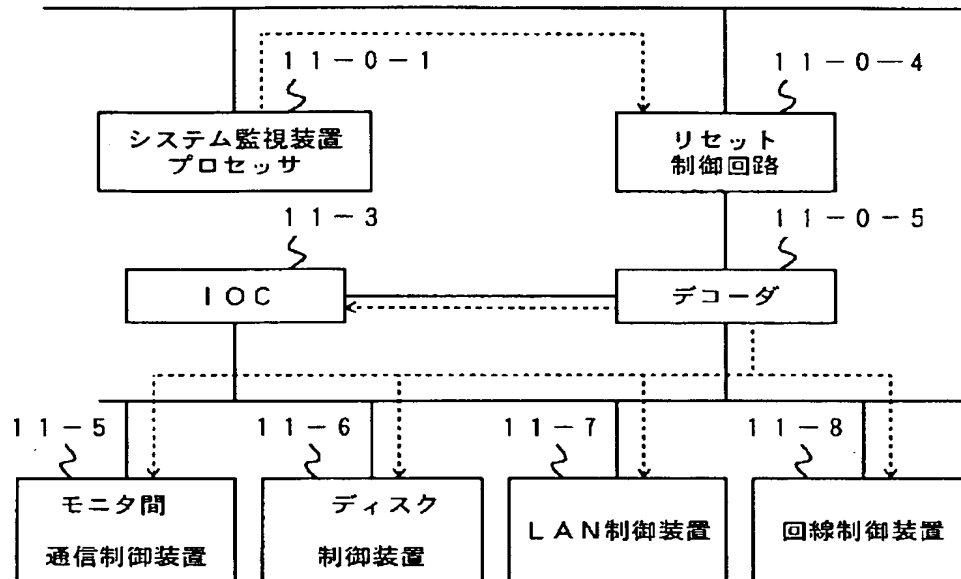 11-0-1
11-0-4
システム監視装置
プロセッサ
リセット
制御回路
11-3
11-0-5
IOC
デコーダ
11-5
11-6
11-7
11-8
モニタ間
通信制御装置
ディスク
制御装置
LAN制御装置
回線制御装置